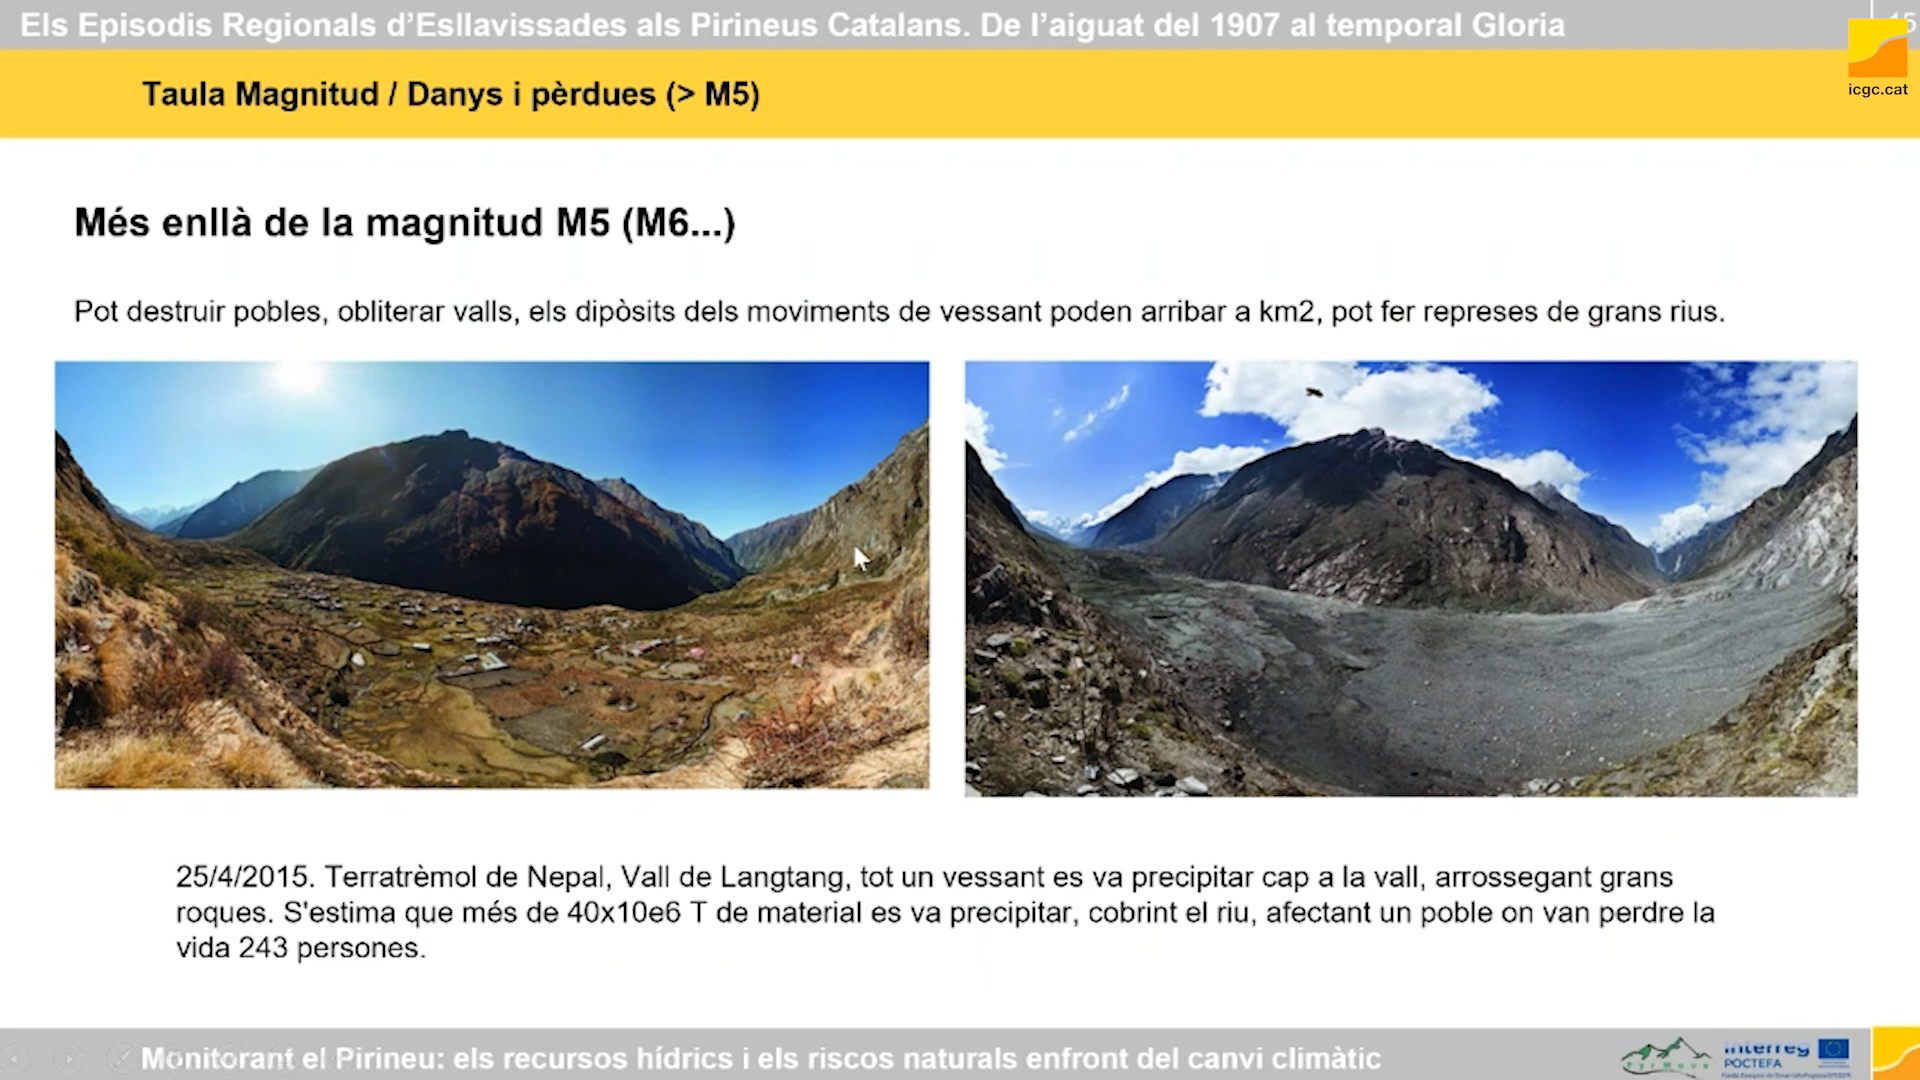 Els Episodis Regionals d’Esllavissades als Pirineus Catalans. De l’aiguat del 1907 al temporal Gloria
icgc.cat
Taula Magnitud / Danys i pèrdues (> M5)
Més enllà de la magnitud M5 (M6...)
Pot destruir pobles, obliterar valls, els dipòsits dels moviments de vessant poden arribar a km2, pot fer represes de grans rius.
25/4/2015. Terratrèmol de Nepal, Vall de Langtang, tot un vessant es va precipitar cap a la vall, arrossegant grans
roques. S'estima que més de 40x10e6 T de material es va precipitar, cobrint el riu, afectant un poble on van perdre la
vida 243 persones.
Monitorant el Pirineu: els recursos hídrics i els riscos naturals enfront del canvi climàtic
PyrMove
Interreg
POCTEFA